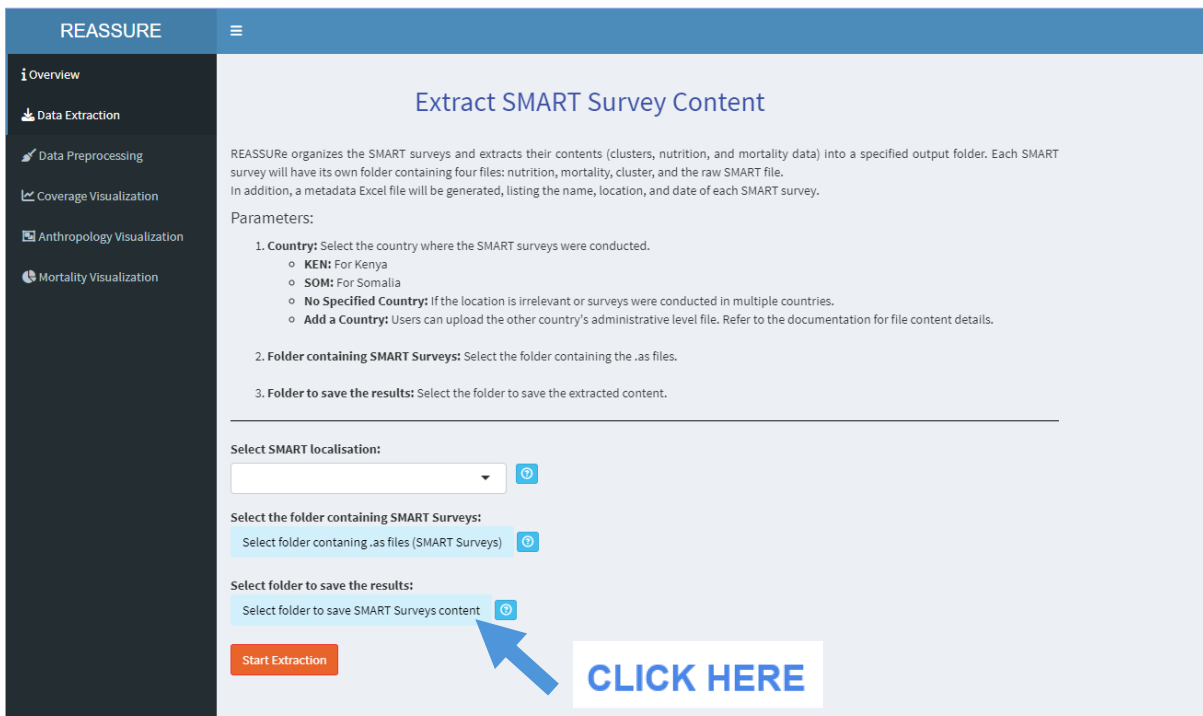 REASSURE
Overview
Data Extraction
Data Preprocessing
Coverage Visualization
Anthropology Visualization
Mortality Visualization
Extract SMART Survey Content
REASSURe organizes the SMART surveys and extracts their contents (clusters, nutrition, and mortality data) into a specified output folder. Each SMART
survey will have its own folder containing four files: nutrition, mortality, cluster, and the raw SMART file.
In addition, a metadata Excel file will be generated, listing the name, location, and date of each SMART survey.
Parameters:
1. Country: Select the country where the SMART surveys were conducted.
KEN: For Kenya
SOM: For Somalia
No Specified Country: If the location is irrelevant or surveys were conducted in multiple countries.
Add a Country: Users can upload the other country's administrative level file. Refer to the documentation for file content details.
2. Folder containing SMART Surveys: Select the folder containing the .as files.
3. Folder to save the results: Select the folder to save the extracted content.
Select SMART localisation:
Select the folder containing SMART Surveys:
Select folder contaning .as files (SMART Surveys)
Select folder to save the results:
Select folder to save SMART Surveys content
Start Extraction
CLICK HERE